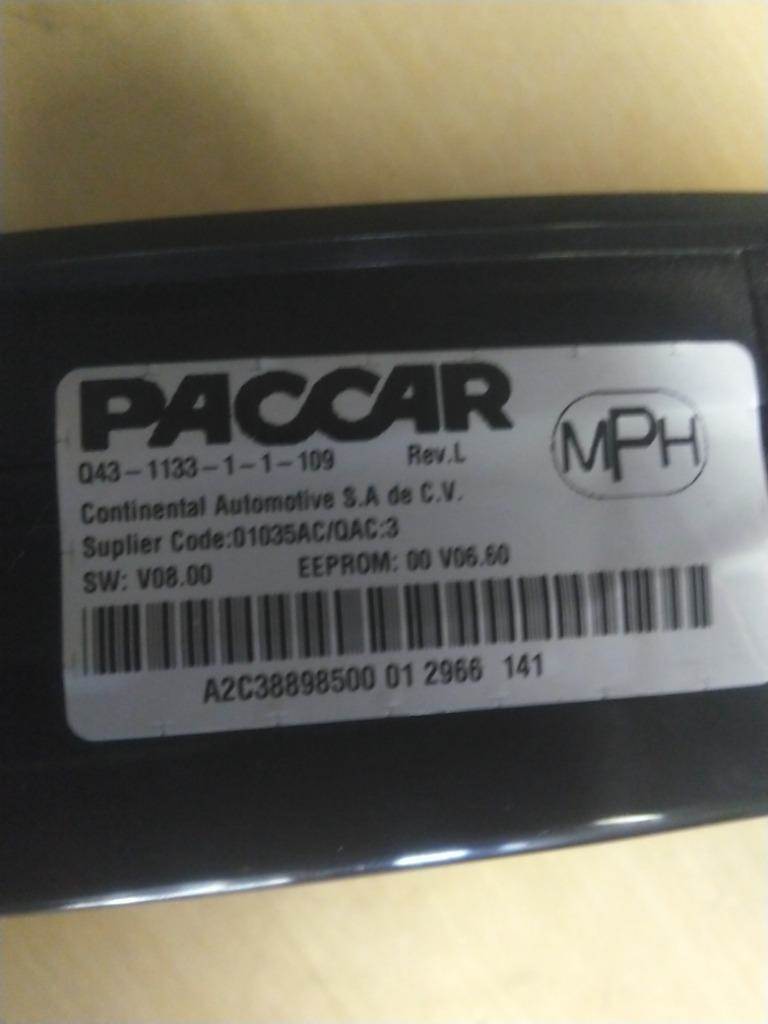 PACCAR
Q43-1133-1-1-109 Rev.L
MPH
Continental Automotive S.A de C.V.
Suplier Code:01035AC/QAC:3
SW: V08.00 EEPROM: 00 V06.60
A2C38898500 01 2966 141